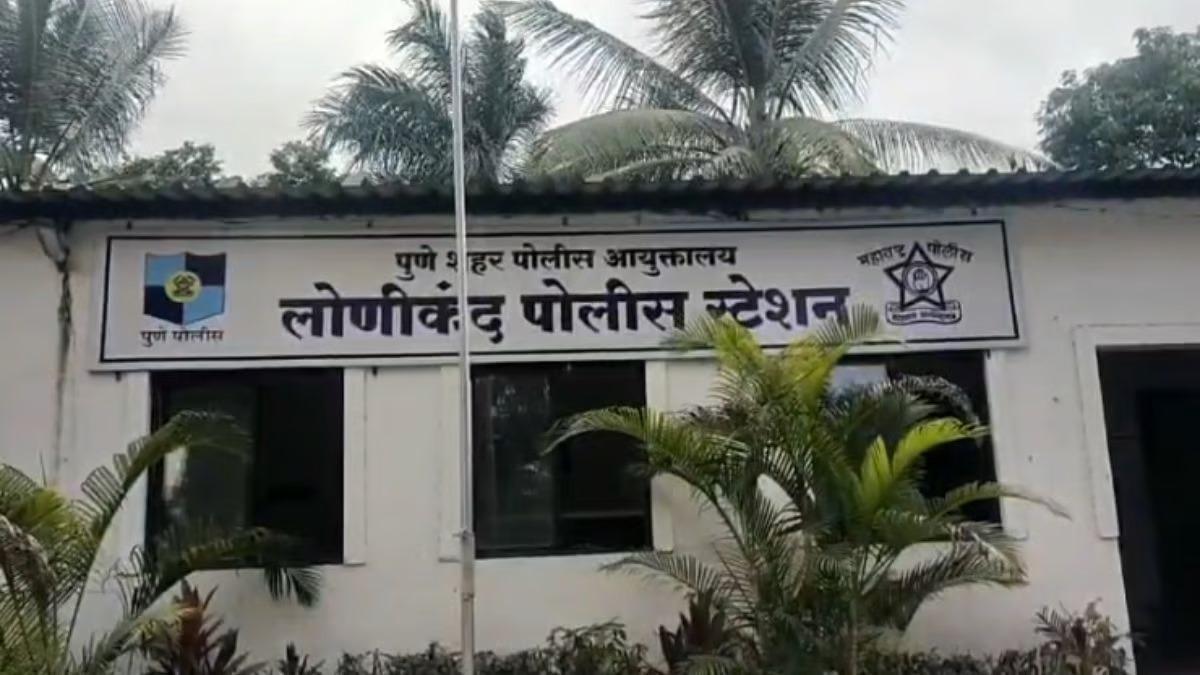 पुणे शहर पोलीस आयुक्तालय
लोणीकंद पोलीस स्टेशन
पुणे पोलीस
महाराष्ट्र पोलीस